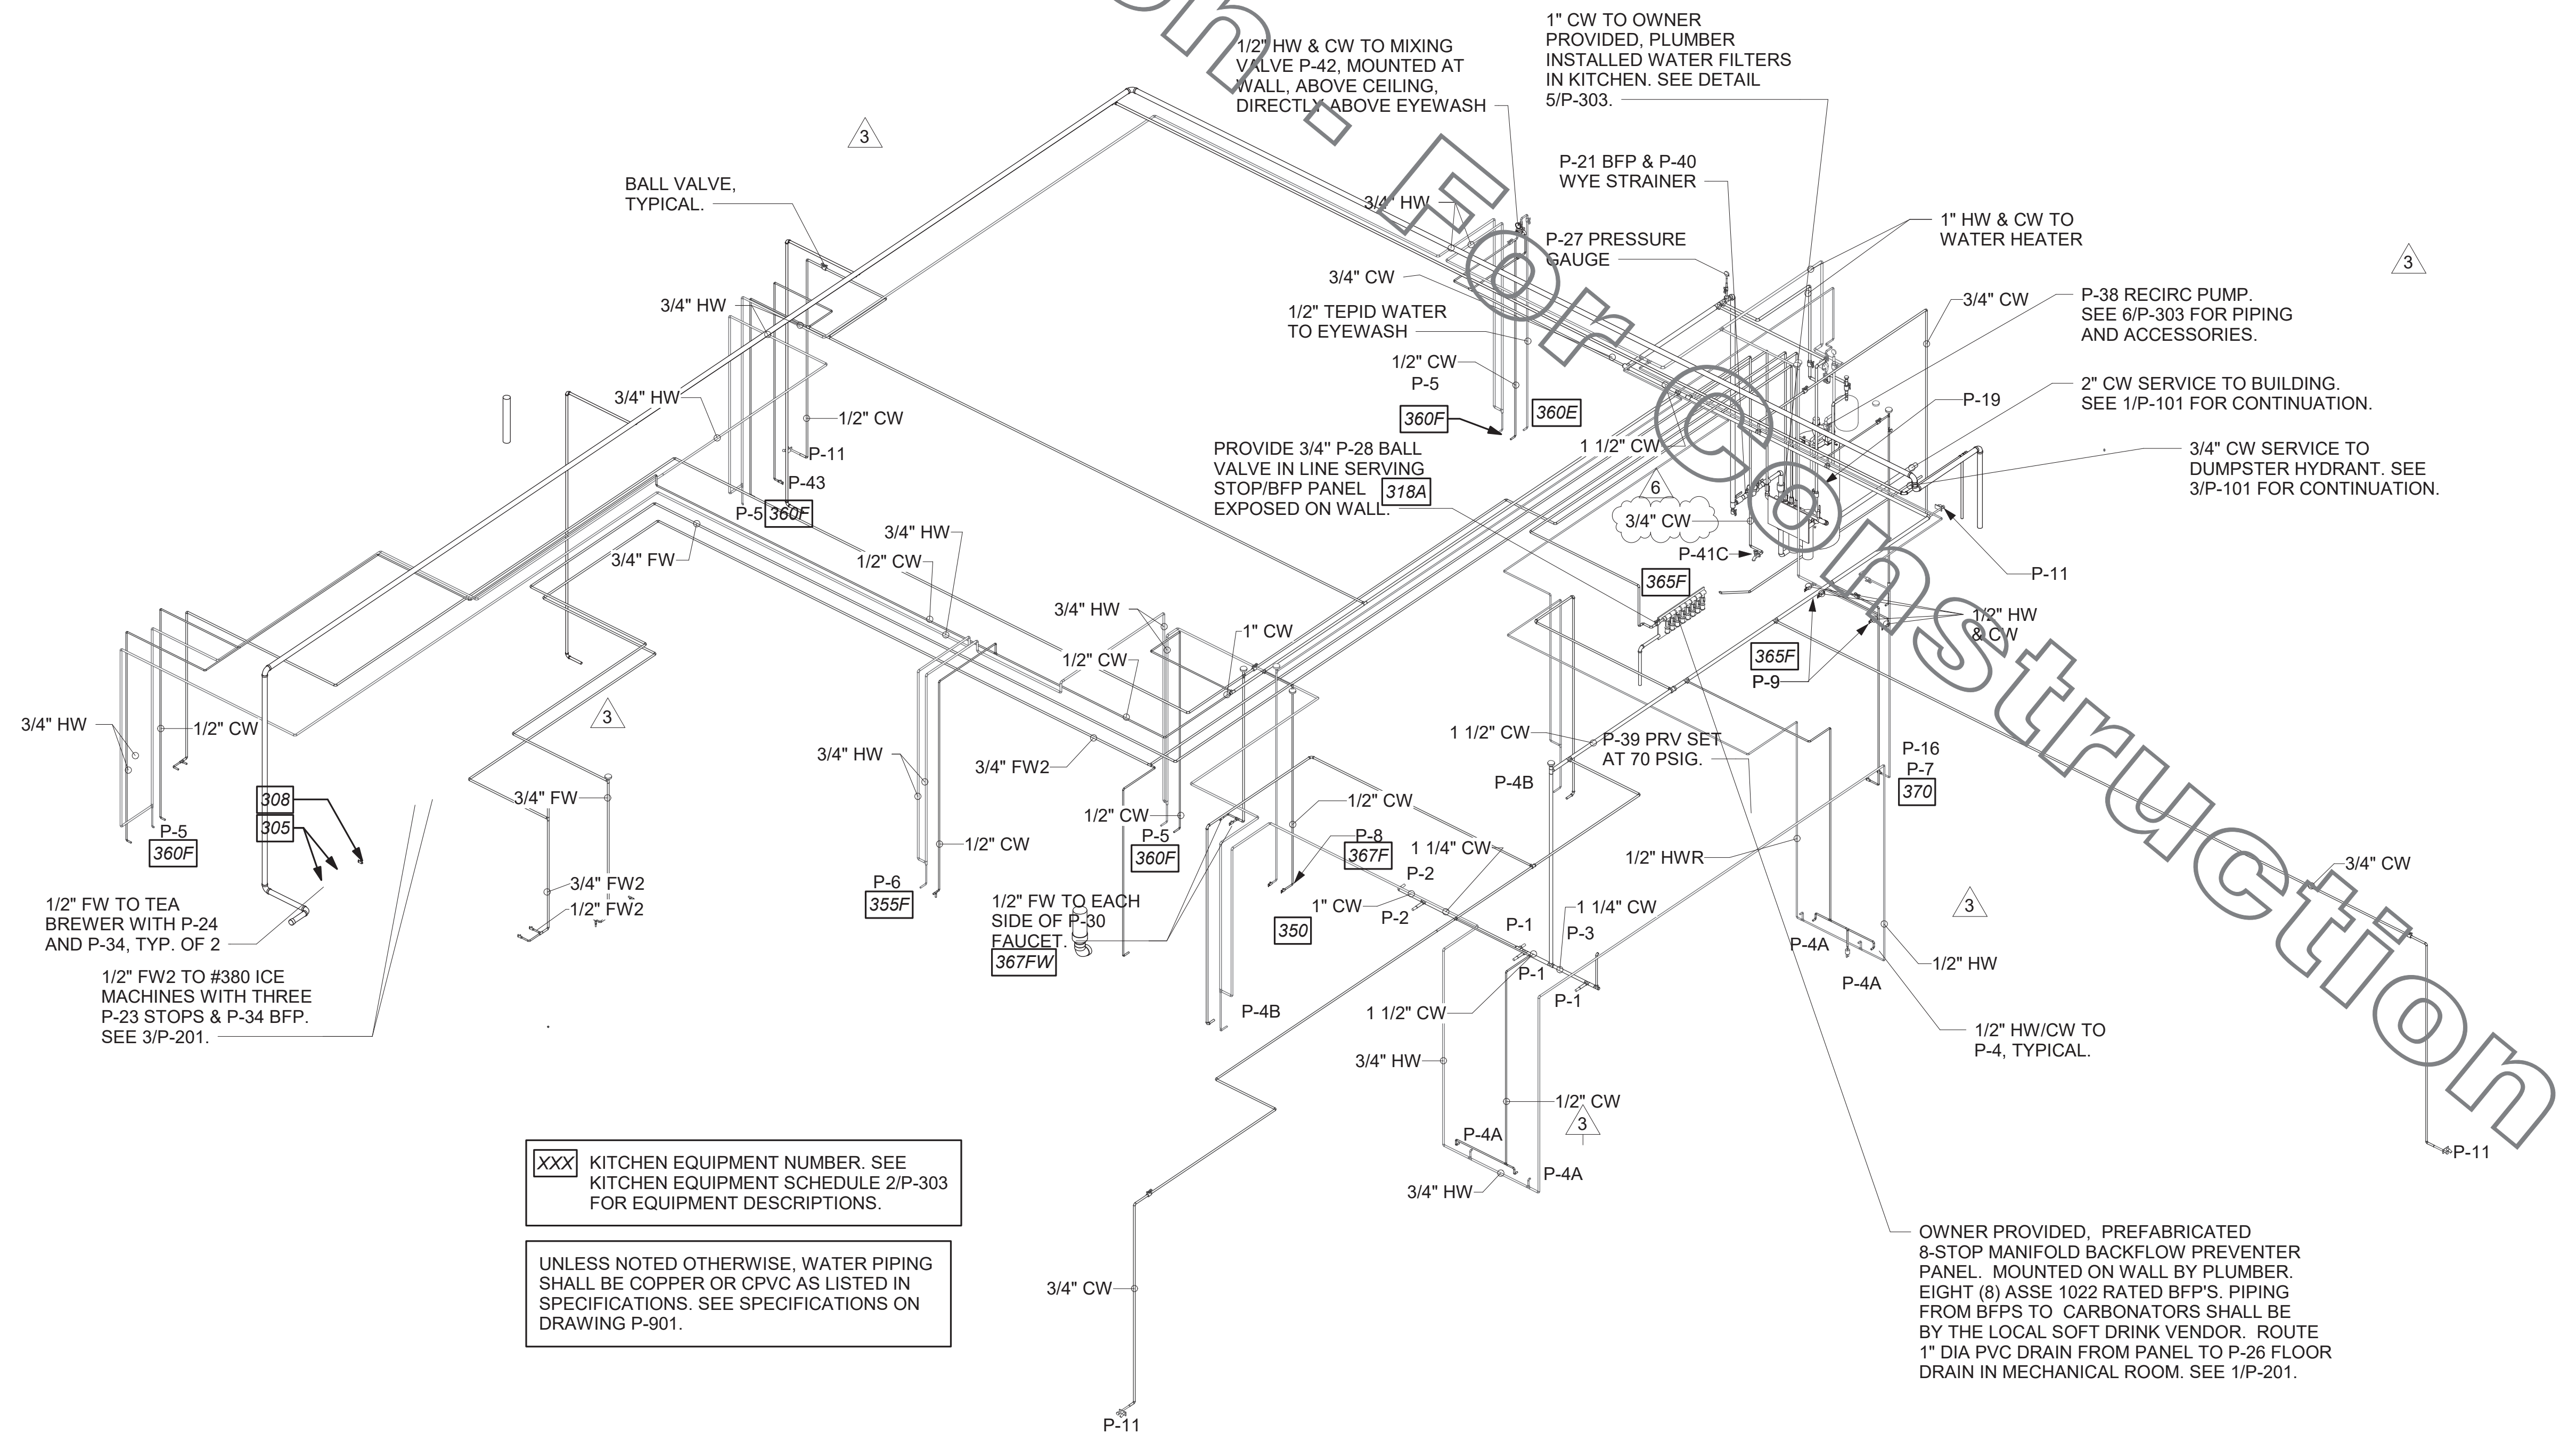 on. For Construction
1/2" HW & CW TO MIXING
VALVE P-42, MOUNTED AT
WALL, ABOVE CEILING,
DIRECTLY ABOVE EYEWASH
1" CW TO OWNER
PROVIDED, PLUMBER
INSTALLED WATER FILTERS
IN KITCHEN. SEE DETAIL
5/P-303.
3
BALL VALVE,
TYPICAL.
P-21 BFP & P-40
WYE STRAINER
3/4" HW
P-27 PRESSURE
GAUGE
1" HW & CW TO
WATER HEATER
3
3/4" CW
3/4" HW
1/2" TEPID WATER
TO EYEWASH
3/4" CW
P-38 RECIRC PUMP.
SEE 6/P-303 FOR PIPING
AND ACCESSORIES.
1/2" CW
P-5
360F
360E
3/4" HW
1/2" CW
P-11
P-43
P-5
360F
2" CW SERVICE TO BUILDING.
SEE 1/P-101 FOR CONTINUATION.
P-19
1 1/2" CW
PROVIDE 3/4" P-28 BALL
VALVE IN LINE SERVING
STOP/BFP PANEL
318A
EXPOSED ON WALL.
3/4" CW SERVICE TO
DUMPSTER HYDRANT. SEE
3/P-101 FOR CONTINUATION.
6
3/4" CW
P-41C
365F
P-11
3/4" HW
3/4" FW
1/2" CW
3/4" HW
1" CW
1/2" CW
1/2" HW
& CW
365F
P-9
3/4" HW
1/2" CW
3
3/4" HW
3/4" FW2
1 1/2" CW
P-39 PRV SET
AT 70 PSIG.
P-16
P-7
370
P-4B
308
305
3/4" FW
P-5
360F
1/2" CW
P-5
360F
1/2" CW
1/2" CW
P-8
367F
1 1/4" CW
1/2" HWR
3/4" CW
P-2
3/4" FW2
1/2" FW2
P-6
355F
1/2" FW TO EACH
SIDE OF P-30
FAUCET.
367FW
1" CW
P-2
350
P-1
1 1/4" CW
P-3
3
1/2" FW TO TEA
BREWER WITH P-24
AND P-34, TYP. OF 2
P-4A
1/2" HW
P-4A
P-1
P-1
1/2" FW2 TO #380 ICE
MACHINES WITH THREE
P-23 STOPS & P-34 BFP.
SEE 3/P-201.
P-4B
1 1/2" CW
1/2" HW/CW TO
P-4, TYPICAL.
3/4" HW
1/2" CW
3
P-4A
P-4A
3/4" HW
P-11
XXX
KITCHEN EQUIPMENT NUMBER. SEE
KITCHEN EQUIPMENT SCHEDULE 2/P-303
FOR EQUIPMENT DESCRIPTIONS.
UNLESS NOTED OTHERWISE, WATER PIPING
SHALL BE COPPER OR CPVC AS LISTED IN
SPECIFICATIONS. SEE SPECIFICATIONS ON
DRAWING P-901.
3/4" CW
P-11
OWNER PROVIDED, PREFABRICATED
8-STOP MANIFOLD BACKFLOW PREVENTER
PANEL. MOUNTED ON WALL BY PLUMBER.
EIGHT (8) ASSE 1022 RATED BFP'S. PIPING
FROM BFPS TO CARBONATORS SHALL BE
BY THE LOCAL SOFT DRINK VENDOR. ROUTE
1" DIA PVC DRAIN FROM PANEL TO P-26 FLOOR
DRAIN IN MECHANICAL ROOM. SEE 1/P-201.